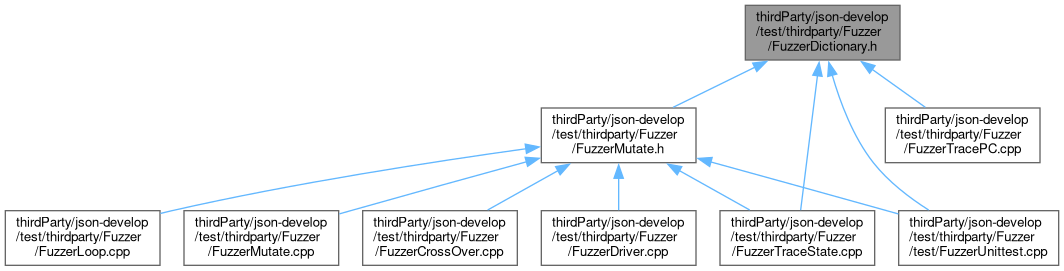 thirdParty/json-develop
/test/thirdparty/Fuzzer
/FuzzerDictionary.h
thirdParty/json-develop
/test/thirdparty/Fuzzer
/FuzzerMutate.h
thirdParty/json-develop
/test/thirdparty/Fuzzer
/FuzzerTracePC.cpp
thirdParty/json-develop
/test/thirdparty/Fuzzer
/FuzzerLoop.cpp
thirdParty/json-develop
/test/thirdparty/Fuzzer
/FuzzerMutate.cpp
thirdParty/json-develop
/test/thirdparty/Fuzzer
/FuzzerCrossOver.cpp
thirdParty/json-develop
/test/thirdparty/Fuzzer
/FuzzerDriver.cpp
thirdParty/json-develop
/test/thirdparty/Fuzzer
/FuzzerTraceState.cpp
thirdParty/json-develop
/test/thirdparty/Fuzzer
/test/FuzzerUnittest.cpp